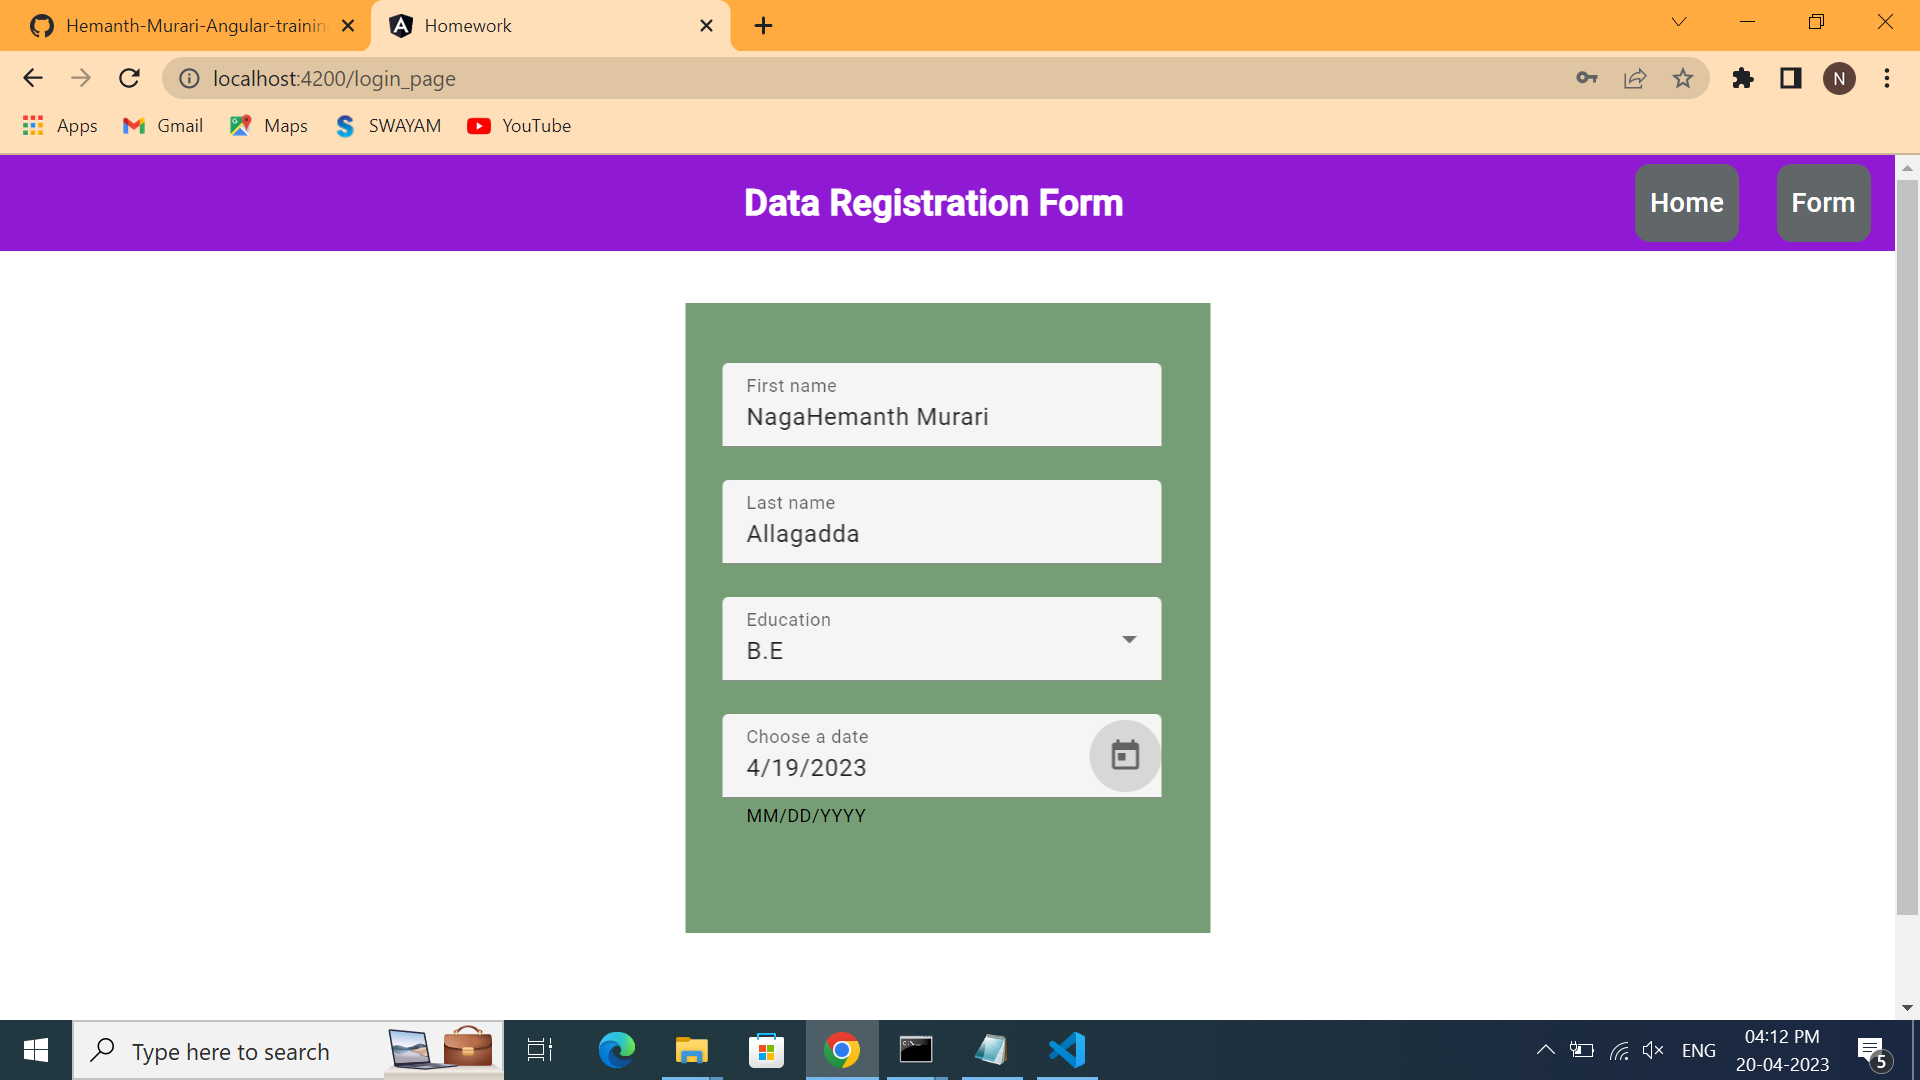 Hemanth-Murari-Angular-trainin
Homework
localhost:4200/login_page
N
Apps
Gmail
Maps
SWAYAM
YouTube
Data Registration Form
Home
Form
First name
NagaHemanth Murari
Last name
Allagadda
Education
B.E
Choose a date
4/19/2023
MM/DD/YYYY
Type here to search
ENG
04:12 PM
20-04-2023
5